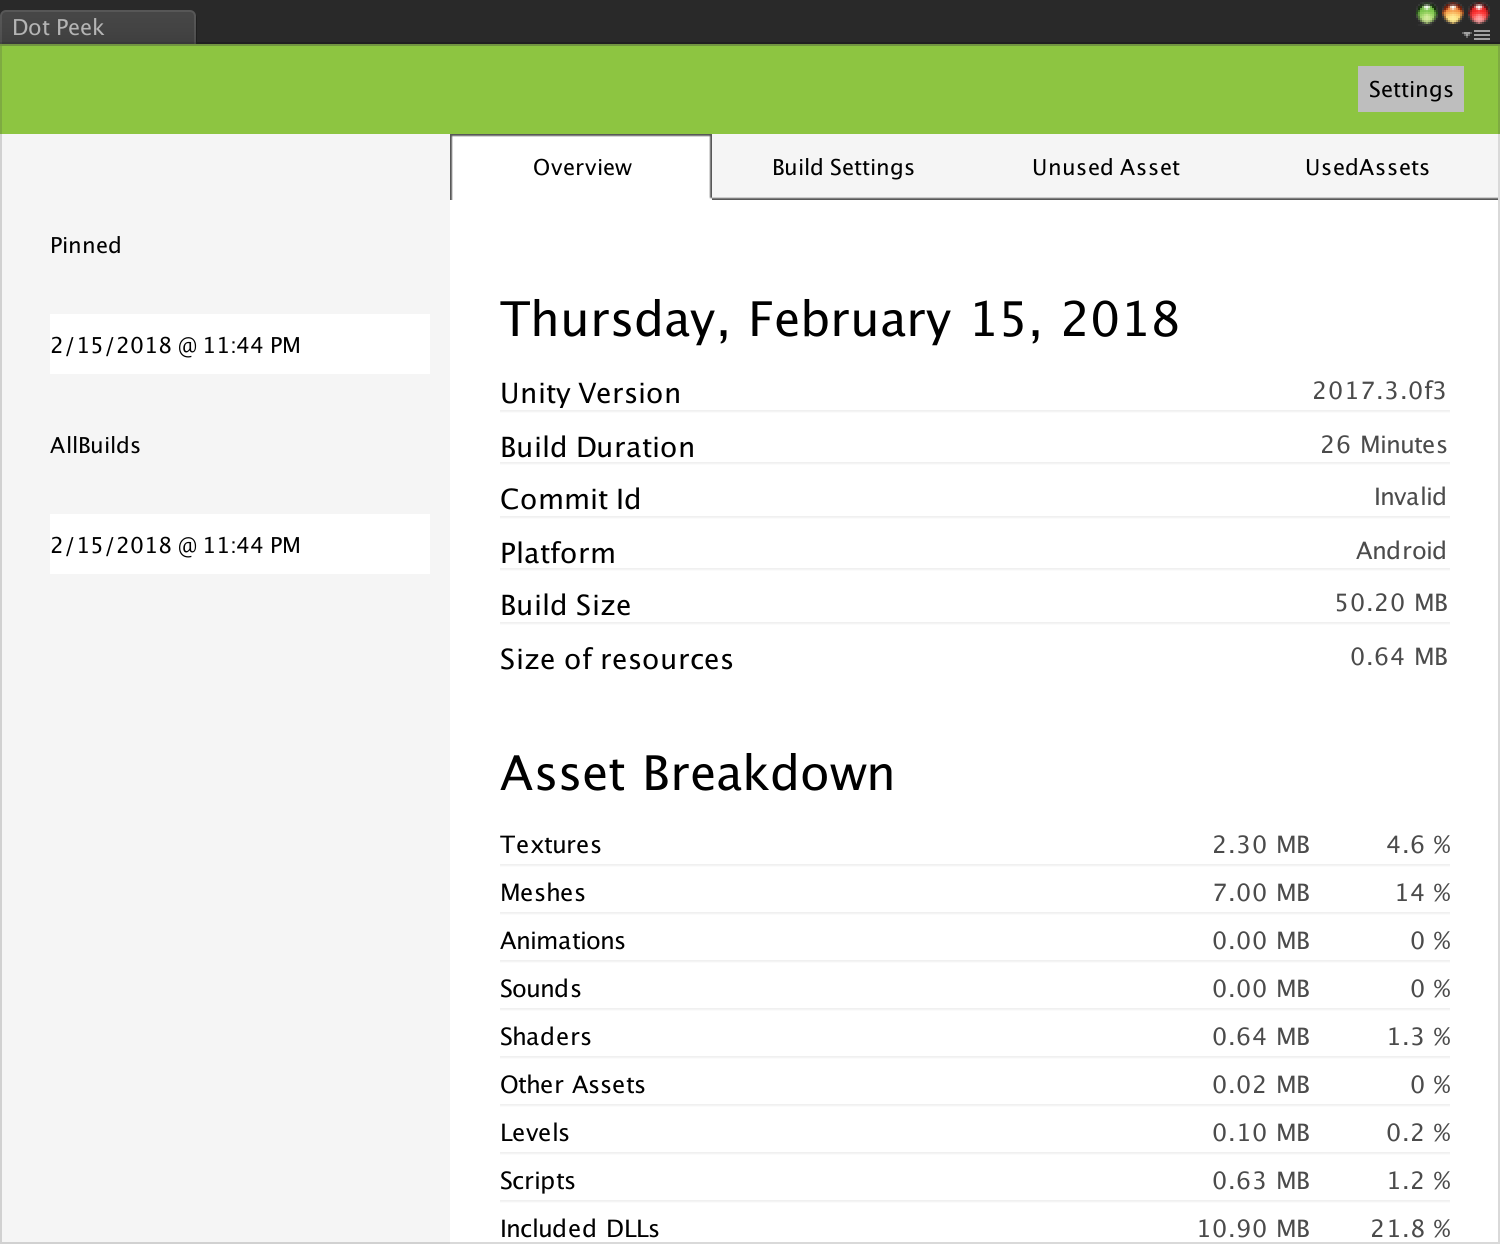 Dot Peek
Settings
Overview
Build Settings
Unused Asset
UsedAssets
Pinned
2/15/2018 @ 11:44 PM
AllBuilds
2/15/2018 @ 11:44 PM
Thursday, February 15, 2018
Unity Version 2017.3.0f3
Build Duration 26 Minutes
Commit Id Invalid
Platform Android
Build Size 50.20 MB
Size of resources 0.64 MB
Asset Breakdown
Textures 2.30 MB 4.6 %
Meshes 7.00 MB 14 %
Animations 0.00 MB 0 %
Sounds 0.00 MB 0 %
Shaders 0.64 MB 1.3 %
Other Assets 0.02 MB 0 %
Levels 0.10 MB 0.2 %
Scripts 0.63 MB 1.2 %
Included DLLs 10.90 MB 21.8 %